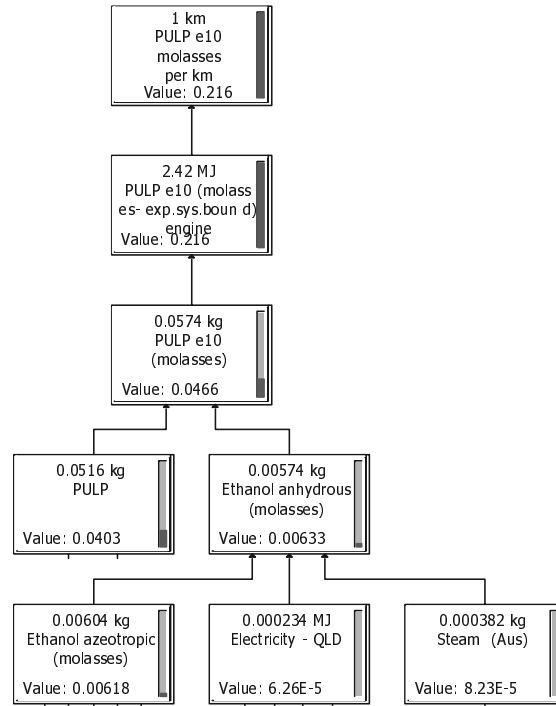 1 km
PULP e10
molasses
per km
Value: 0.216
2.42 MJ
PULP e10 (molass
es- exp.sys.boun d)
engine
Value: 0.216
0.0574 kg
PULP e10
(molasses)
Value: 0.0466
0.0516 kg
PULP
Value: 0.0403
0.00574 kg
Ethanol anhydrous
(molasses)
Value: 0.00633
0.00604 kg
Ethanol azeotropic
(molasses)
Value: 0.00618
0.000234 MJ
Electricity - QLD
Value: 6.26E-5
0.000382 kg
Steam (Aus)
Value: 8.23E-5